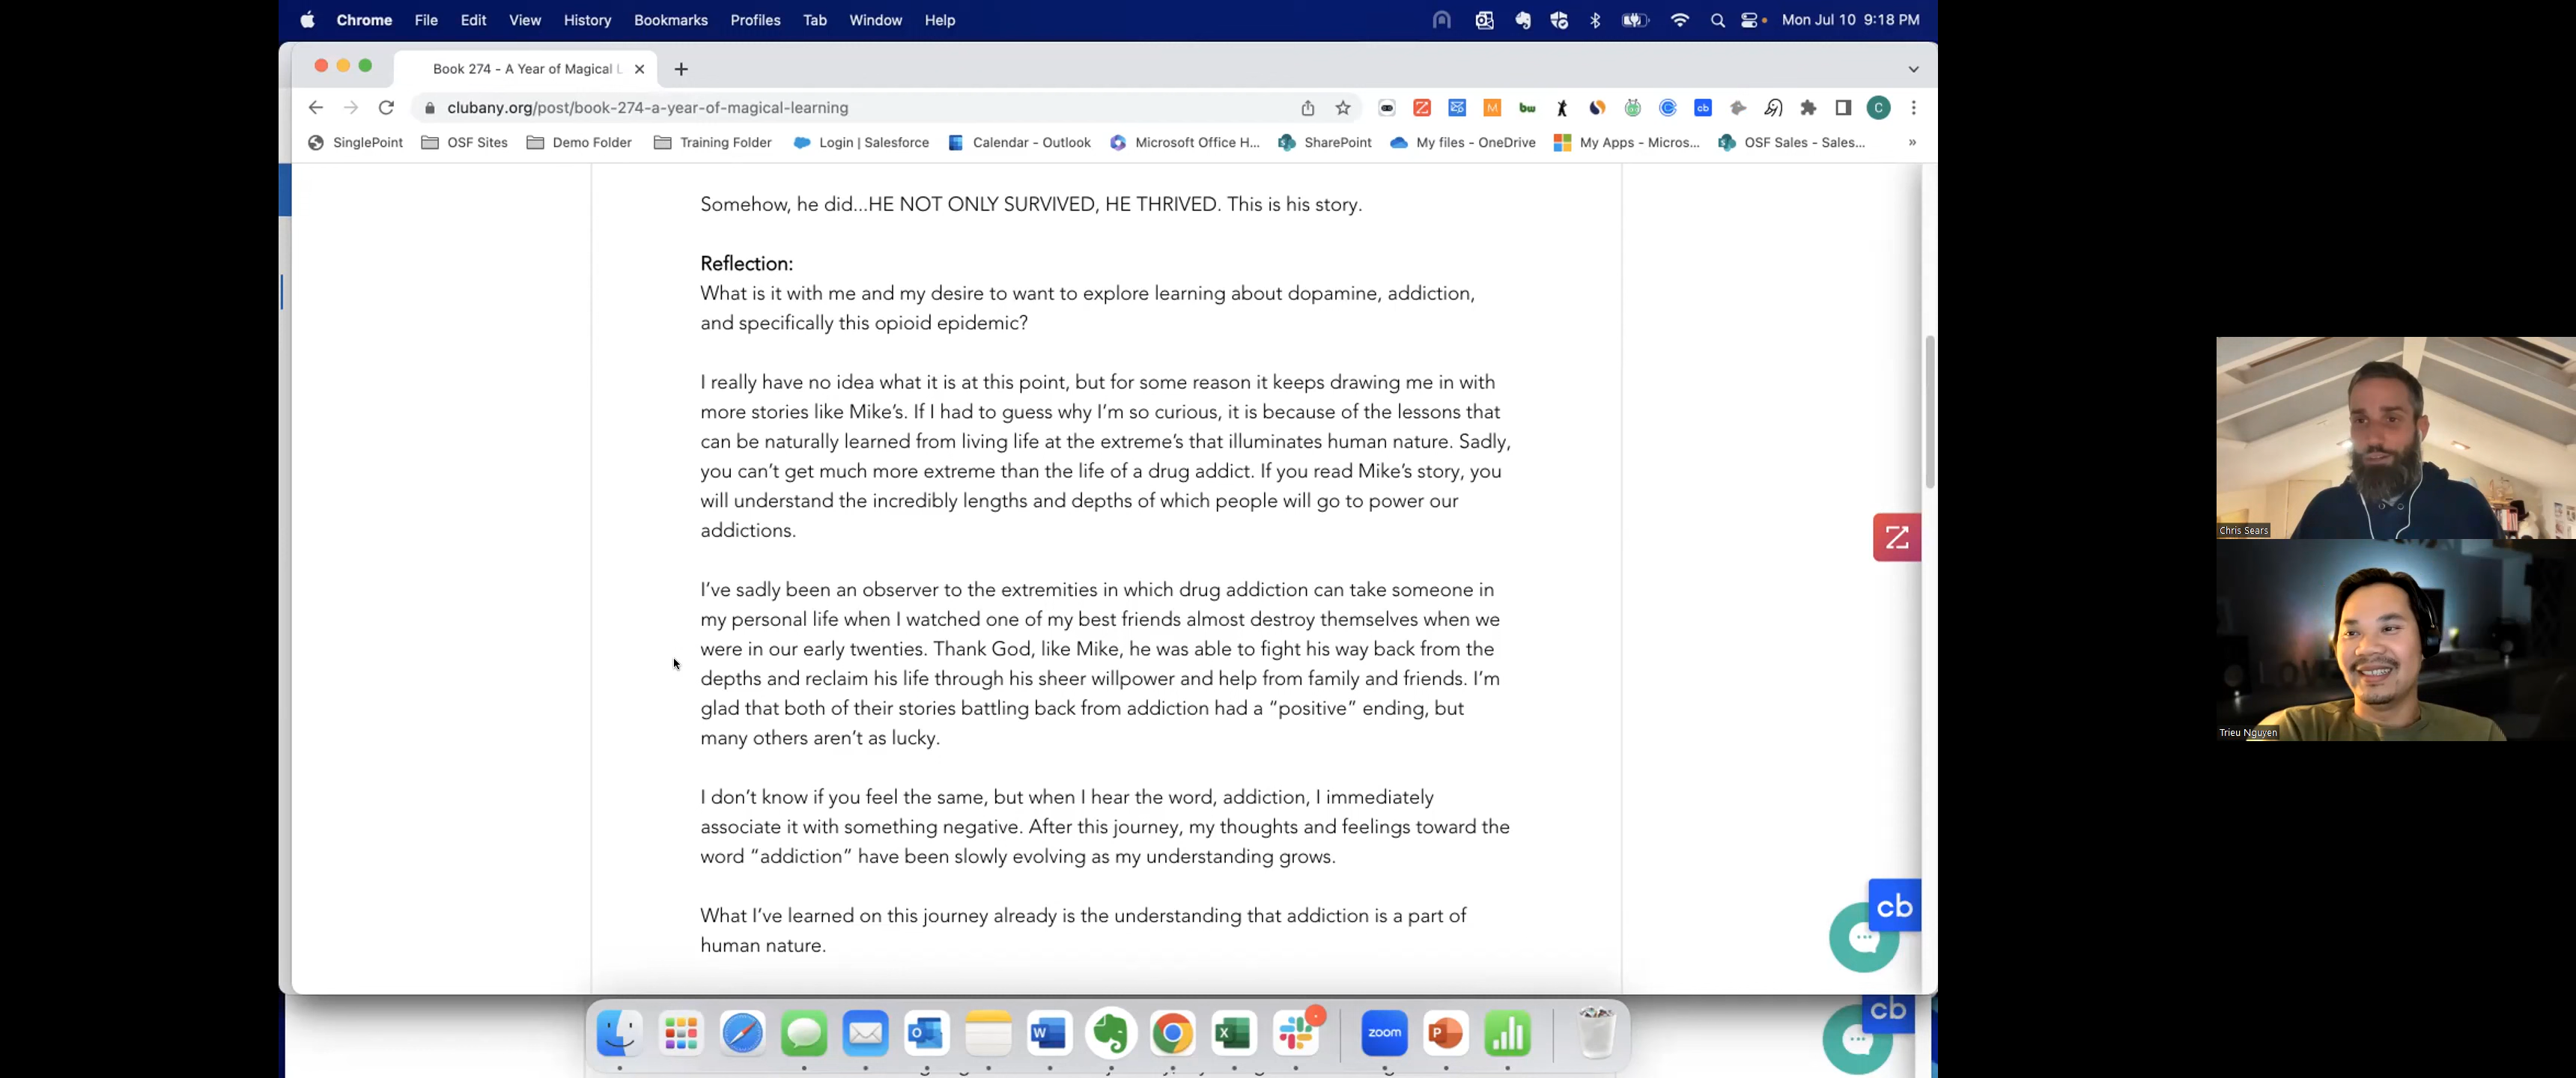 Chrome File Edit View History Bookmarks Profiles Tab Window Help Mon Jul 10 9:18 PM
Book 274 - A Year of Magical L
clubany.org/post/book-274-a-year-of-magical-learning
SinglePoint OSF Sites Demo Folder Training Folder Login | Salesforce Calendar - Outlook Microsoft Office H... SharePoint My files - OneDrive My Apps - Micros... OSF Sales - Sales... »
Somehow, he did...HE NOT ONLY SURVIVED, HE THRIVED. This is his story.
Reflection:
What is it with me and my desire to want to explore learning about dopamine, addiction,
and specifically this opioid epidemic?
I really have no idea what it is at this point, but for some reason it keeps drawing me in with
more stories like Mike's. If I had to guess why I'm so curious, it is because of the lessons that
can be naturally learned from living life at the extreme's that illuminates human nature. Sadly,
you can't get much more extreme than the life of a drug addict. If you read Mike's story, you
will understand the incredibly lengths and depths of which people will go to power our
addictions.
I've sadly been an observer to the extremities in which drug addiction can take someone in
my personal life when I watched one of my best friends almost destroy themselves when we
were in our early twenties. Thank God, like Mike, he was able to fight his way back from the
depths and reclaim his life through his sheer willpower and help from family and friends. I'm
glad that both of their stories battling back from addiction had a “positive” ending, but
many others aren't as lucky.
I don't know if you feel the same, but when I hear the word, addiction, I immediately
associate it with something negative. After this journey, my thoughts and feelings toward the
word “addiction” have been slowly evolving as my understanding grows.
What I've learned on this journey already is the understanding that addiction is a part of
human nature.
cb
cb
zoom
Chris Sears
Trieu Nguyen